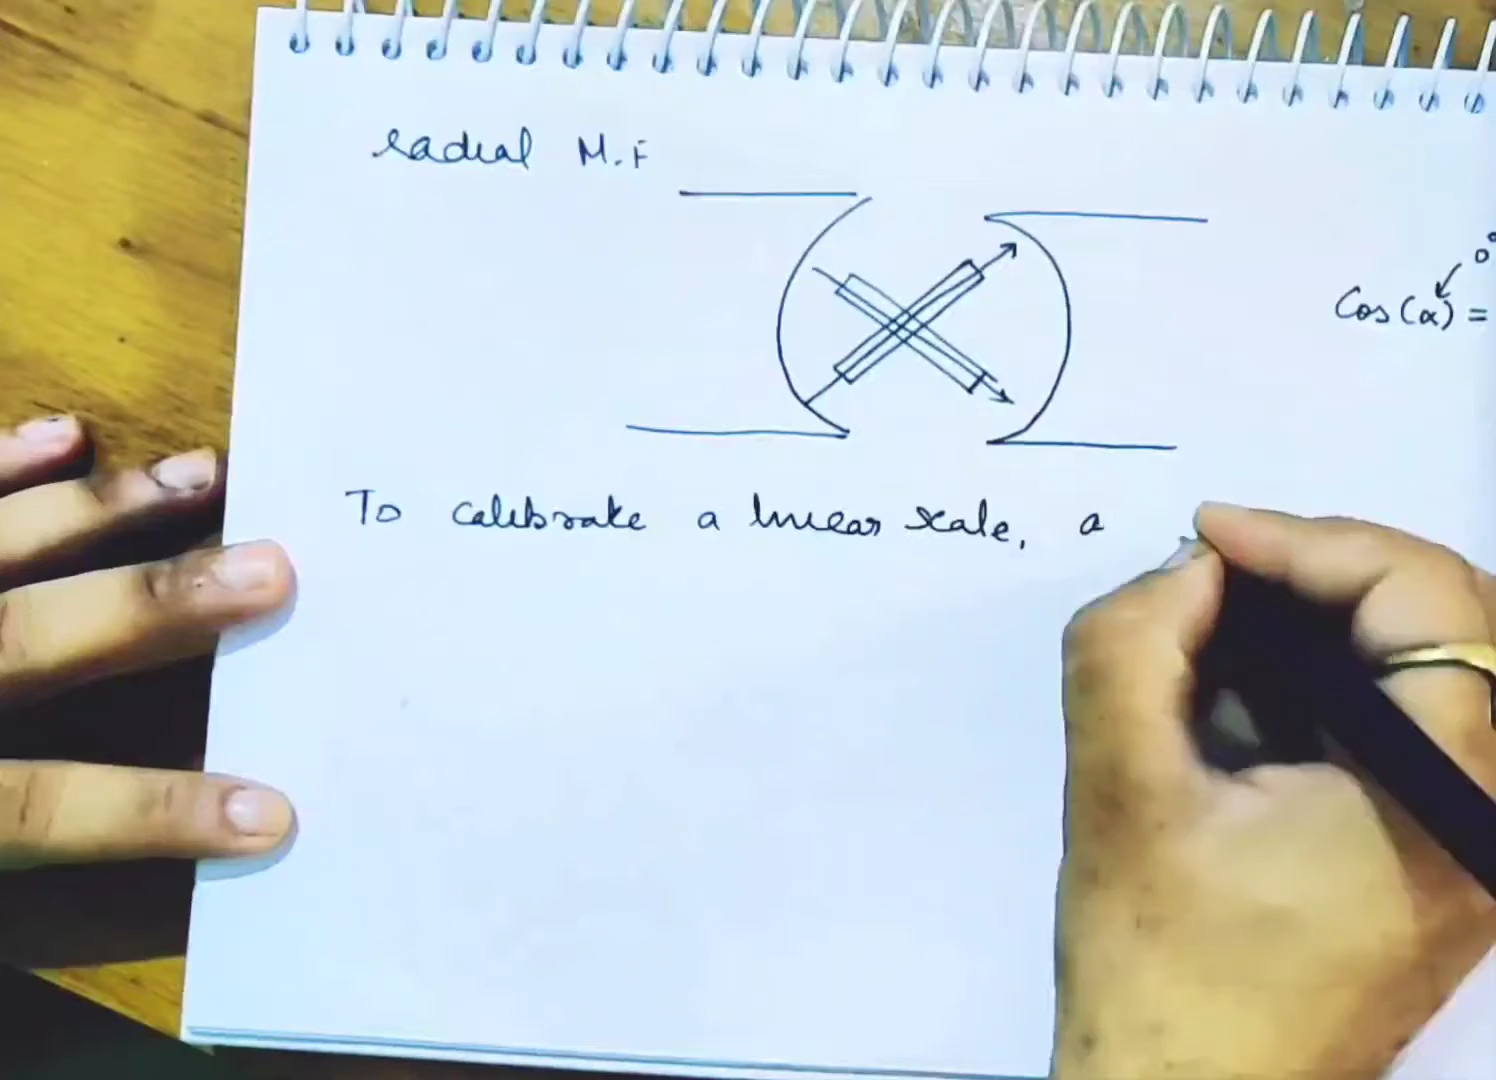 radial M.F
0°
Cos(α) =
To calibrate a linear scale, a